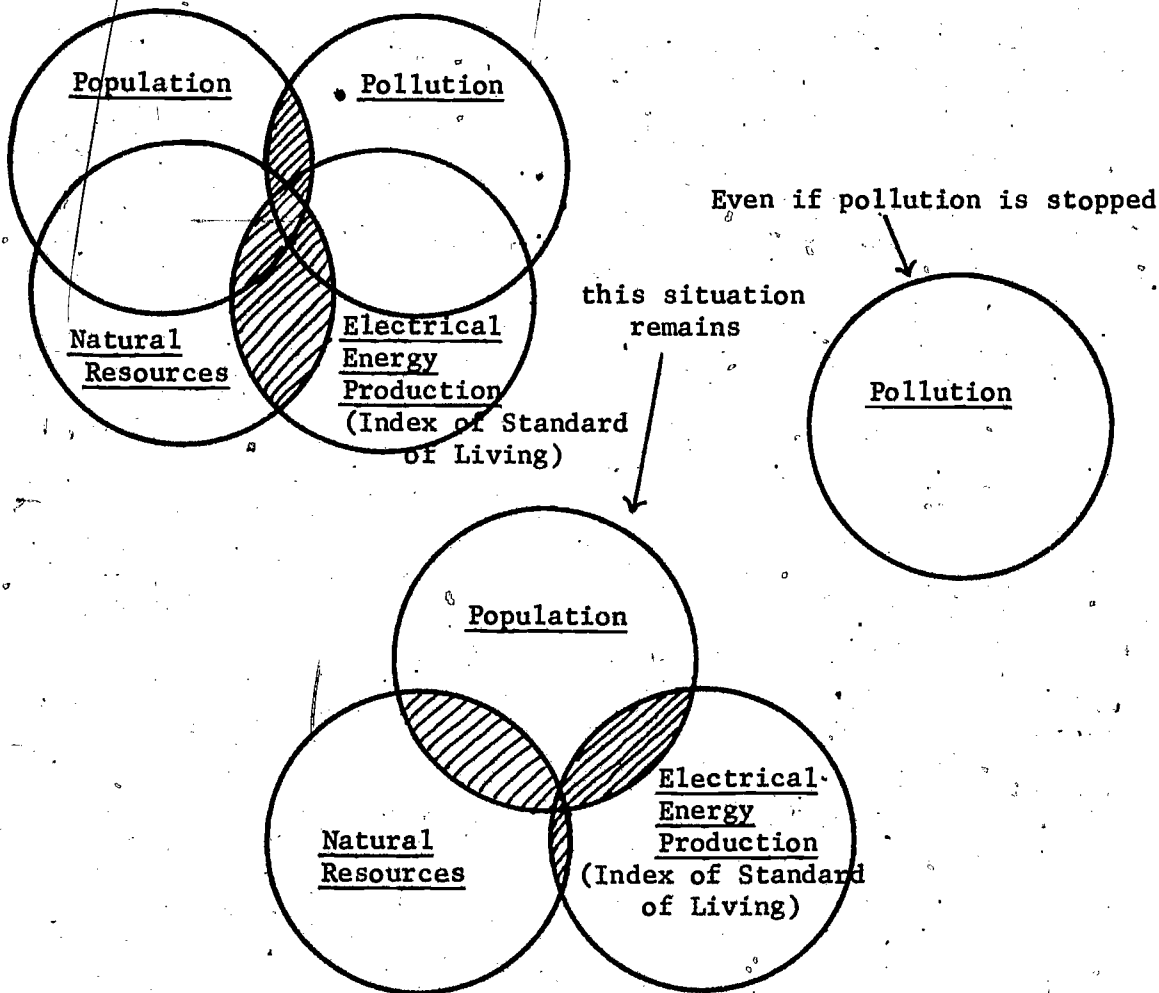 Population
Pollution
Natural
Resources
Electrical
Energy
Production
(Index of Standard
of Living)
Even if pollution is stopped
Pollution
this situation
remains
Population
Natural
Resources
Electrical
Energy
Production
(Index of Standard
of Living)